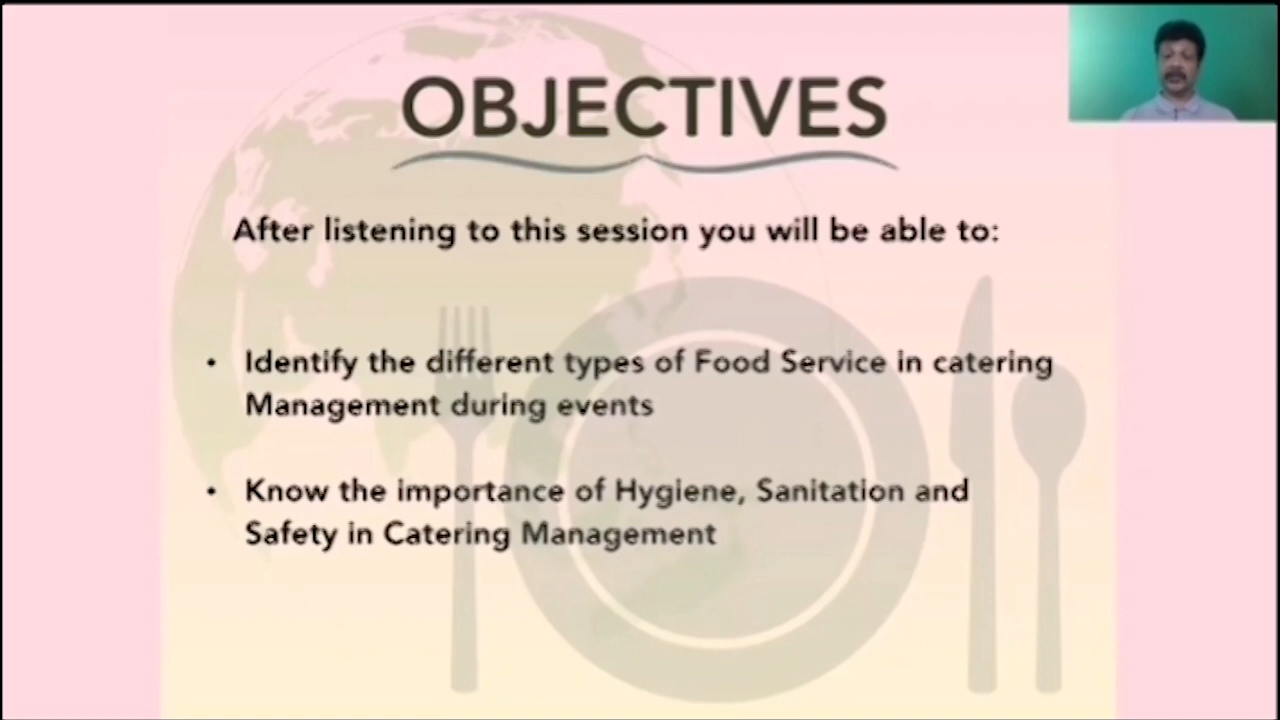 OBJECTIVES
After listening to this session you will be able to:
• Identify the different types of Food Service in catering
Management during events
• Know the importance of Hygiene, Sanitation and
Safety in Catering Management